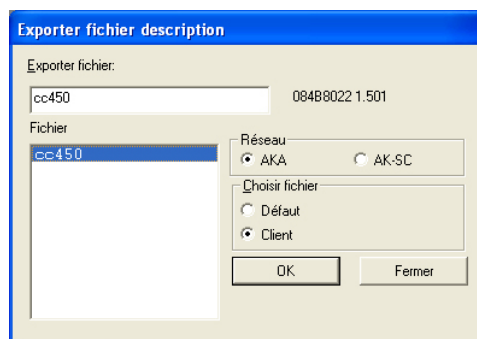 Exporter fichier description
Exporter fichier:
cc450
084B8022 1.501
Fichier
cc450
Réseau
AKA
AK-SC
Choisir fichier
Défaut
Client
OK
Fermer